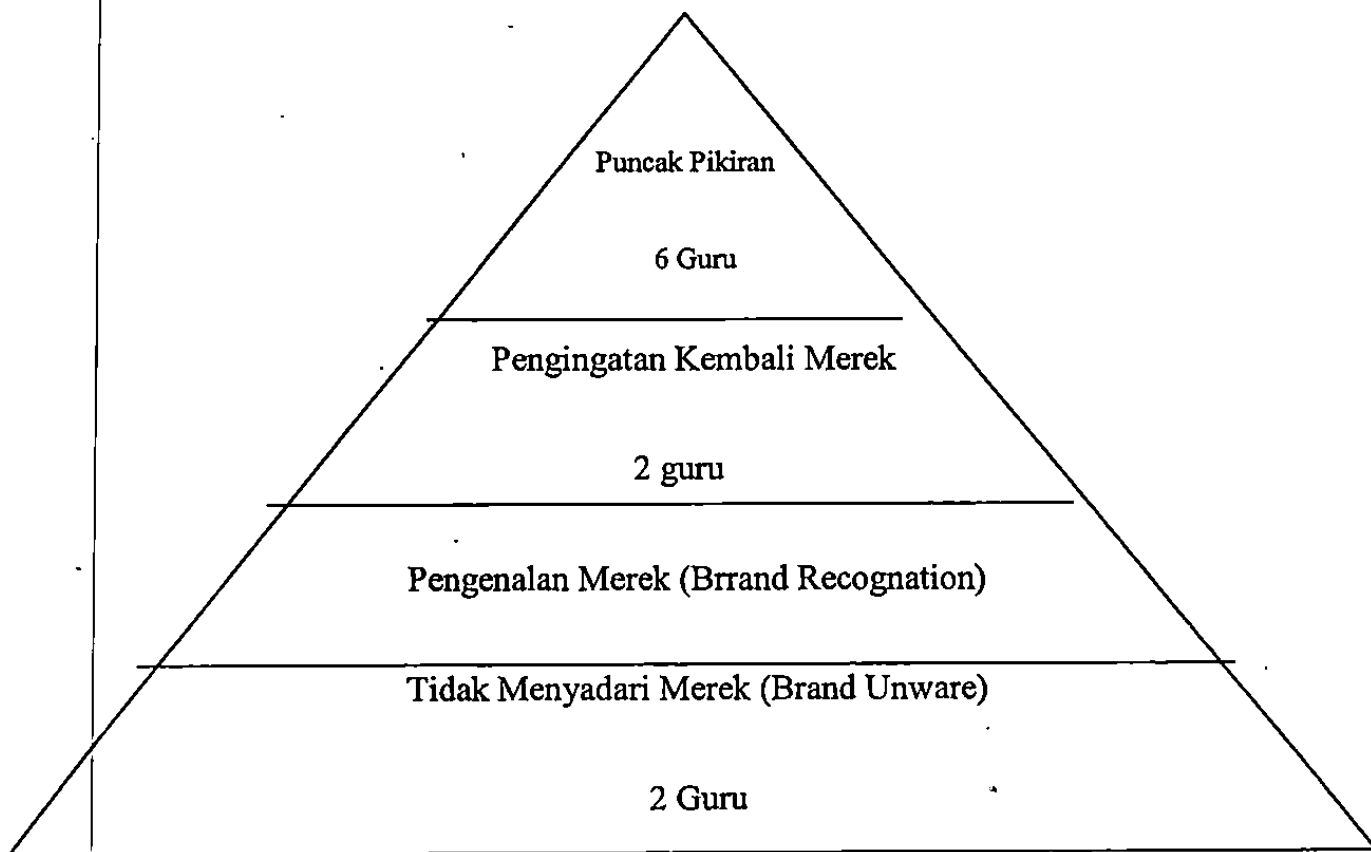 Puncak Pikiran
6 Guru
Pengingatan Kembali Merek
2 guru
Pengenalan Merek (Brrand Recognation)
Tidak Menyadari Merek (Brand Unware)
2 Guru